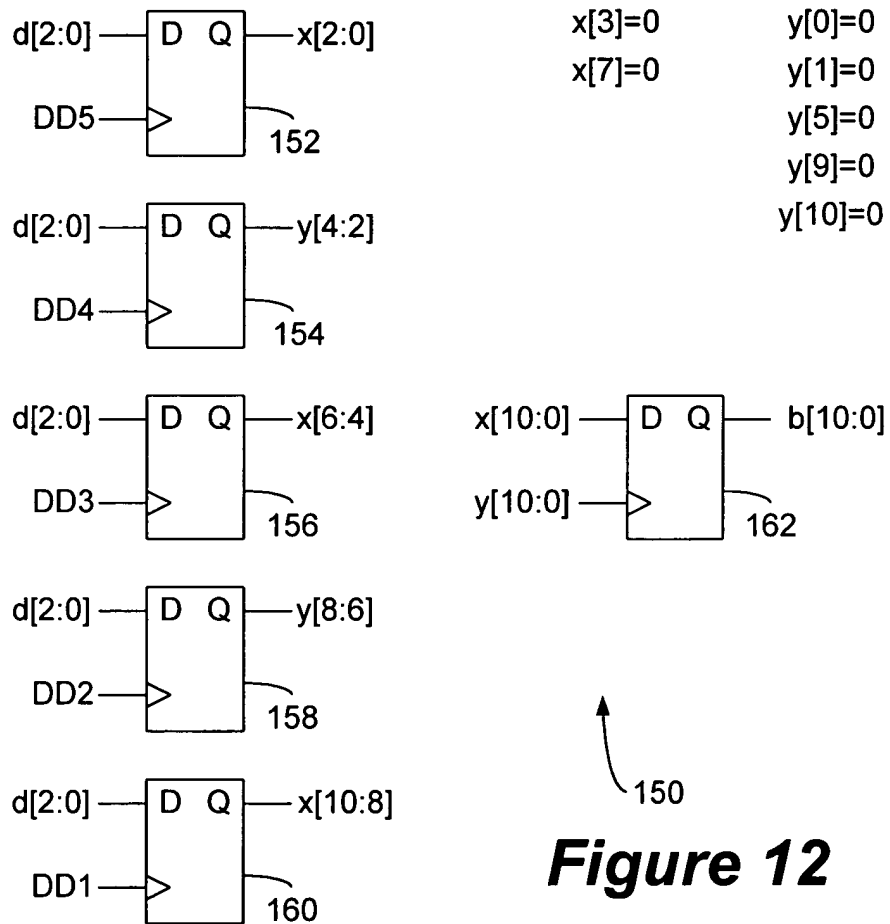 d[2:0] D Q x[2:0]
DD5
152
d[2:0] D Q y[4:2]
DD4
154
d[2:0] D Q x[6:4]
DD3
156
d[2:0] D Q y[8:6]
DD2
158
d[2:0] D Q x[10:8]
DD1
160
x[3]=0 y[0]=0
x[7]=0 y[1]=0
y[5]=0
y[9]=0
y[10]=0
x[10:0] D Q b[10:0]
y[10:0]
162
150
Figure 12